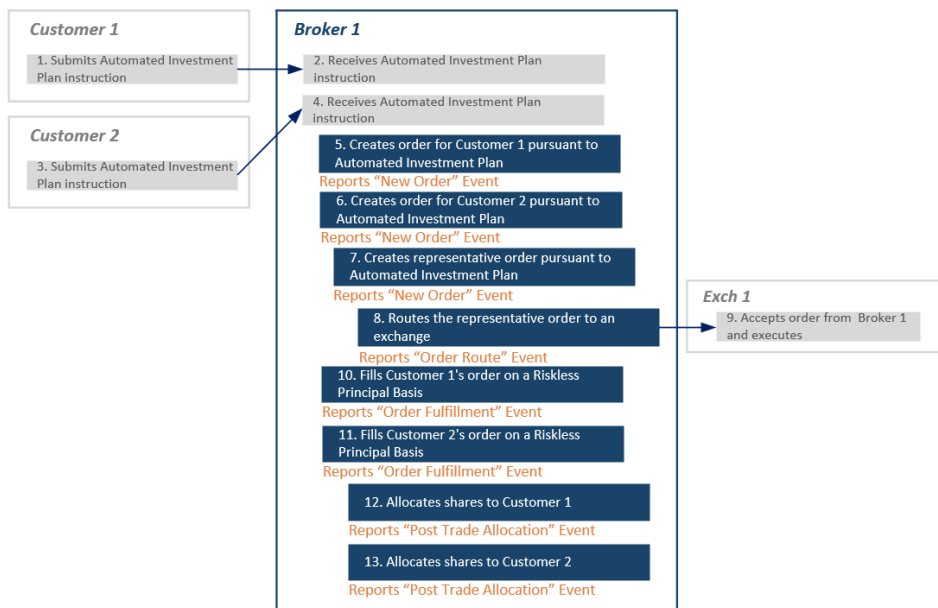 Customer 1
1. Submits Automated Investment
Plan instruction
Customer 2
3. Submits Automated Investment
Plan instruction
Broker 1
2. Receives Automated Investment Plan
instruction
4. Receives Automated Investment Plan
instruction
5. Creates order for Customer 1 pursuant to
Automated Investment Plan
Reports “New Order” Event
6. Creates order for Customer 2 pursuant to
Automated Investment Plan
Reports “New Order” Event
7. Creates representative order pursuant to
Automated Investment Plan
Reports “New Order” Event
8. Routes the representative order to an
exchange
Reports “Order Route” Event
Exch 1
9. Accepts order from Broker 1
and executes
10. Fills Customer 1's order on a Riskless
Principal Basis
Reports “Order Fulfillment” Event
11. Fills Customer 2's order on a Riskless
Principal Basis
Reports “Order Fulfillment” Event
12. Allocates shares to Customer 1
Reports “Post Trade Allocation” Event
13. Allocates shares to Customer 2
Reports “Post Trade Allocation” Event